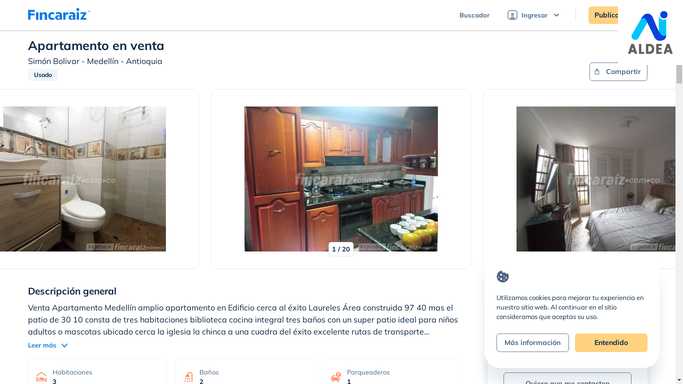 Fincaraiz
Buscador
Ingresar
Publica
ALDEA
Apartamento en venta
Simón Bolivar - Medellín - Antioquia
Usado
Compartir
fincaraiz.com.co
fincaraiz.com.co
fincaraiz.com.co
1 / 20
Descripción general
Venta Apartamento Medellín amplio apartamento en Edificio cerca al éxito Laureles Área construida 97 40 mas el
patio de 30 10 consta de tres habitaciones biblioteca cocina integral tres baños con un super patio ideal para niños
adultos o mascotas ubicado cerca la iglesia la chinca a una cuadra del éxito excelente rutas de transporte...
Leer más
Habitaciones
3
Baños
2
Parqueaderos
1
Utilizamos cookies para mejorar tu experiencia en
nuestro sitio web. Al continuar en el sitio
consideramos que aceptas su uso.
Más información
Entendido
Quiero que me contacten